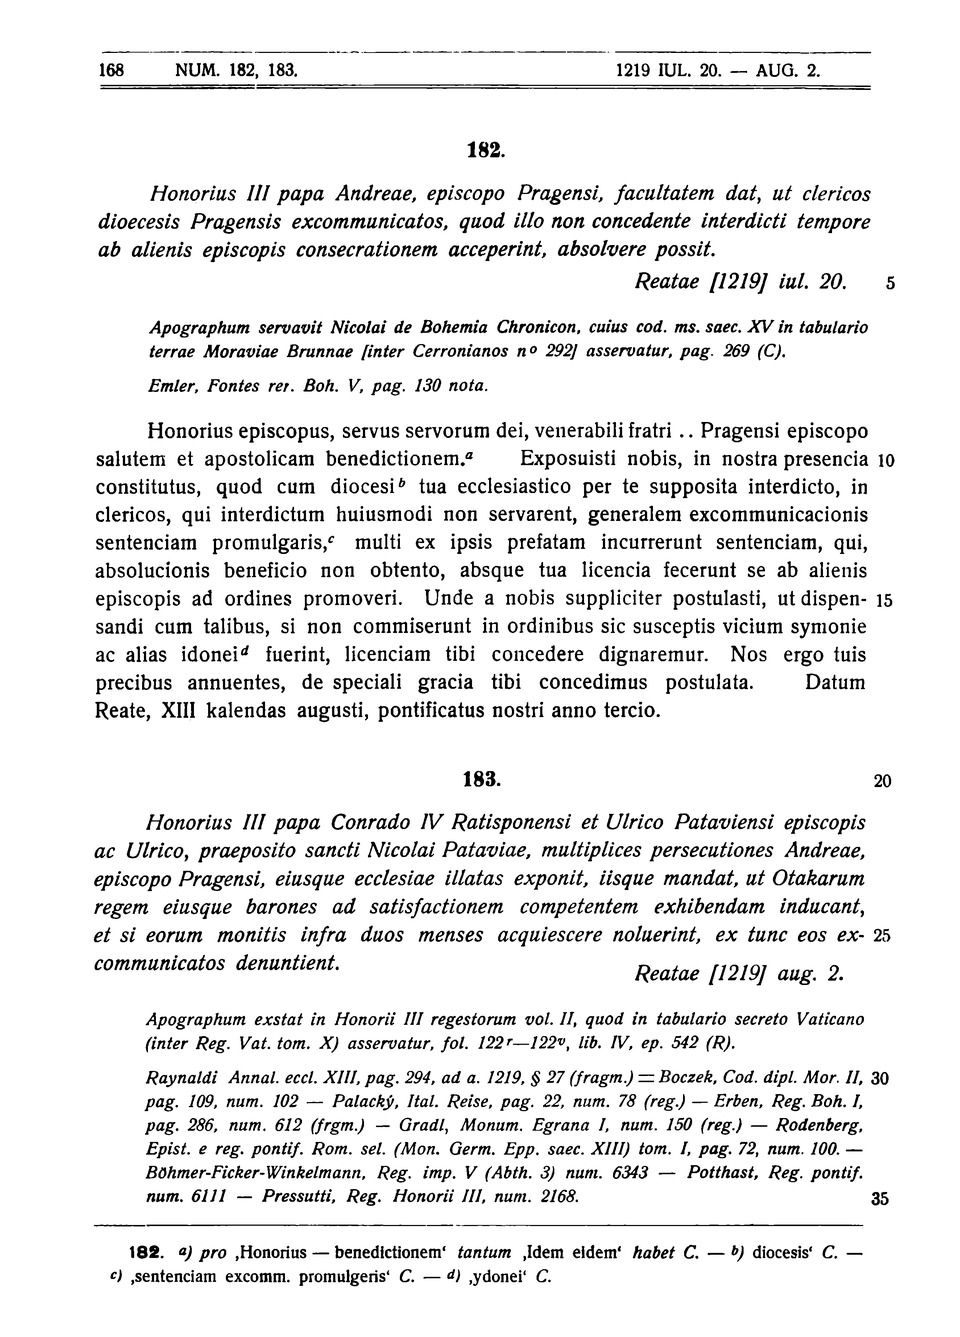 168 NUM. 182, 183. 1219 IUL. 20. — AUG. 2.
182.
Honorius III papa Andreae, episcopo Pragensi, facultatem dat, ut clericos
dioecesis Pragensis excommunicatos, quod illo non concedente interdicti tempore
ab alienis episcopis consecrationem acceperint, absolvere possit.
Reatae [1219] iul. 20. 5
Apographum servavit Nicolai de Bohemia Chronicon, cuius cod. ms. saec. XV in tabulario
terrae Moraviae Brunnae [inter Cerronianos nº 292] asservatur, pag. 269 (C).
Emler, Fontes rer. Boh. V, pag. 130 nota.
Honorius episcopus, servus servorum dei, venerabili fratri .. Pragensi episcopo
salutem et apostolicam benedictionem.ᵃ Exposuisti nobis, in nostra presencia 10
constitutus, quod cum diocesiᵇ tua ecclesiastico per te supposita interdicto, in
clericos, qui interdictum huiusmodi non servarent, generalem excommunicacionis
sentenciam promulgaris,ᶜ multi ex ipsis prefatam incurrerunt sentenciam, qui,
absolucionis beneficio non obtento, absque tua licencia fecerunt se ab alienis
episcopis ad ordines promoveri. Unde a nobis suppliciter postulasti, ut dispen- 15
sandi cum talibus, si non commiserunt in ordinibus sic susceptis vicium symonie
ac alias idoneiᵈ fuerint, licenciam tibi concedere dignaremur. Nos ergo tuis
precibus annuentes, de speciali gracia tibi concedimus postulata. Datum
Reate, XIII kalendas augusti, pontificatus nostri anno tercio.
183. 20
Honorius III papa Conrado IV Ratisponensi et Ulrico Pataviensi episcopis
ac Ulrico, praeposito sancti Nicolai Pataviae, multiplices persecutiones Andreae,
episcopo Pragensi, eiusque ecclesiae illatas exponit, iisque mandat, ut Otakarum
regem eiusque barones ad satisfactionem competentem exhibendam inducant,
et si eorum monitis infra duos menses acquiescere noluerint, ex tunc eos ex- 25
communicatos denuntient. Reatae [1219] aug. 2.
Apographum exstat in Honorii III regestorum vol. II, quod in tabulario secreto Vaticano
(inter Reg. Vat. tom. X) asservatur, fol. 122ʳ—122ᵛ, lib. IV, ep. 542 (R).
Raynaldi Annal. eccl. XIII, pag. 294, ad a. 1219, § 27 (fragm.) = Boczek, Cod. dipl. Mor. II, 30
pag. 109, num. 102 — Palacký, Ital. Reise, pag. 22, num. 78 (reg.) — Erben, Reg. Boh. I,
pag. 286, num. 612 (frgm.) — Gradl, Monum. Egrana I, num. 150 (reg.) — Rodenberg,
Epist. e reg. pontif. Rom. sel. (Mon. Germ. Epp. saec. XIII) tom. I, pag. 72, num. 100. —
Böhmer-Ficker-Winkelmann, Reg. imp. V (Abth. 3) num. 6343 — Potthast, Reg. pontif.
num. 6111 — Pressutti, Reg. Honorii III, num. 2168. 35
182. a) pro ‚Honorius — benedictionem‘ tantum ‚Idem eidem‘ habet C. — b) diocesis‘ C. —
c) ‚sentenciam excomm. promulgeris‘ C. — d) ‚ydonei‘ C.